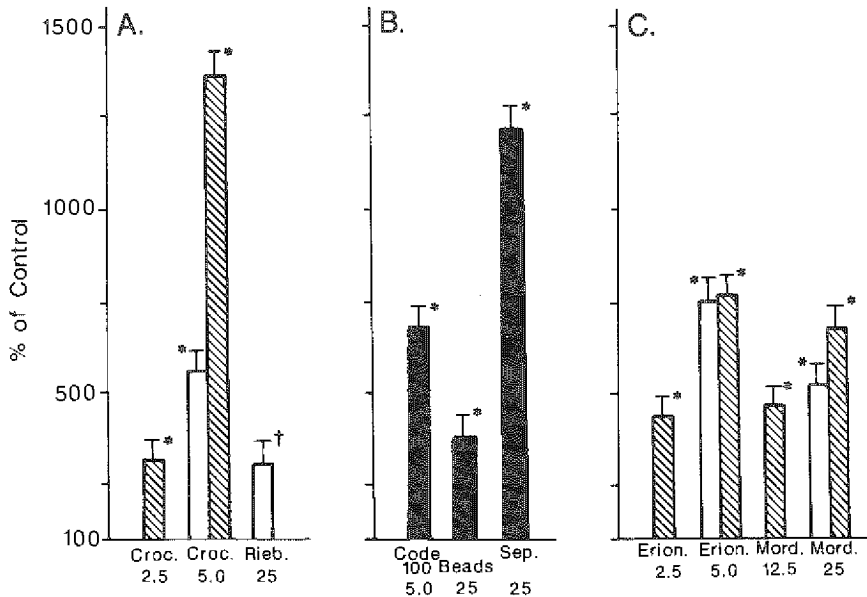 A.
B.
C.
% of Control
1500
1000
500
100
*
*
*
†
*
*
*
*
*
*
*
*
*
Croc. Croc. Rieb.
2.5 5.0 25
Code
100 Beads Sep.
5.0 25 25
Erion. Erion. Mord. Mord.
2.5 5.0 12.5 25